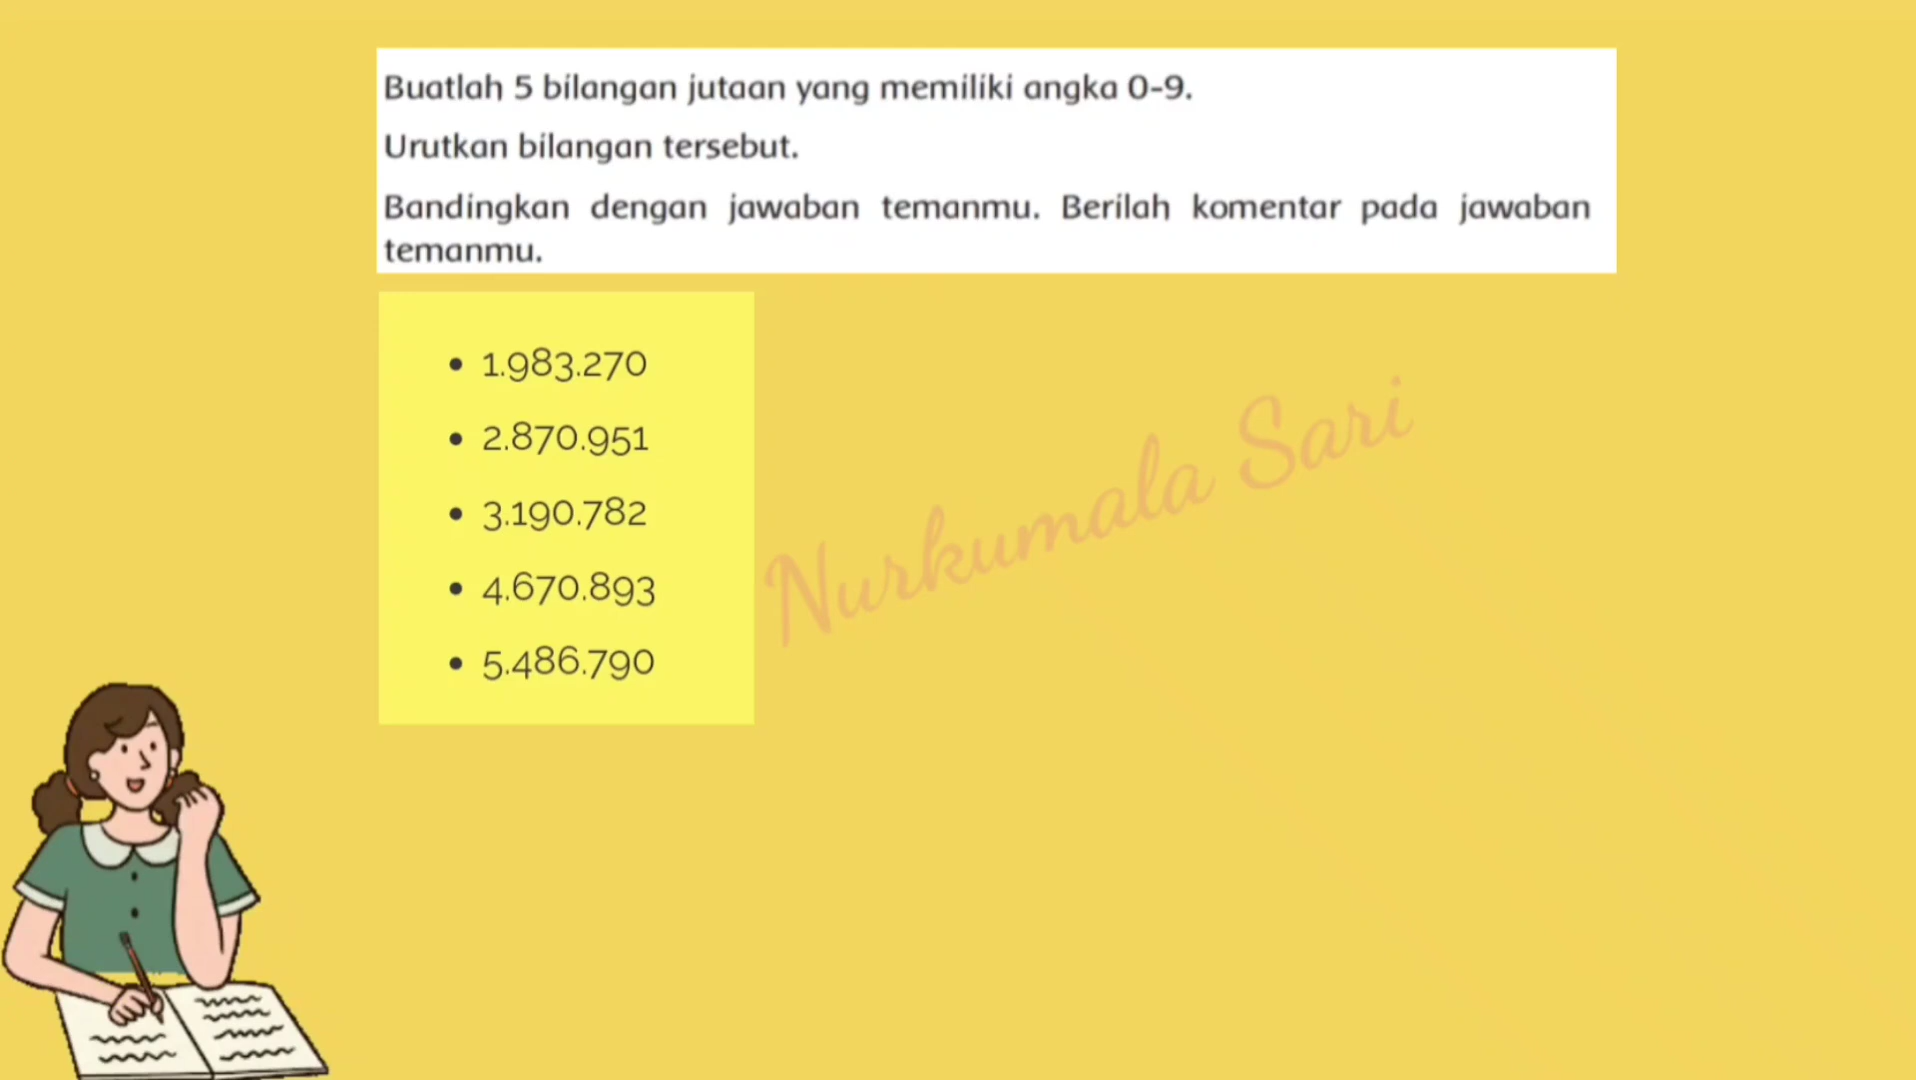 Buatlah 5 bilangan jutaan yang memiliki angka 0-9.
Urutkan bilangan tersebut.
Bandingkan dengan jawaban temanmu. Berilah komentar pada jawaban
temanmu.
• 1.983.270
• 2.870.951
• 3.190.782
• 4.670.893
• 5.486.790
Nurkumala Sari